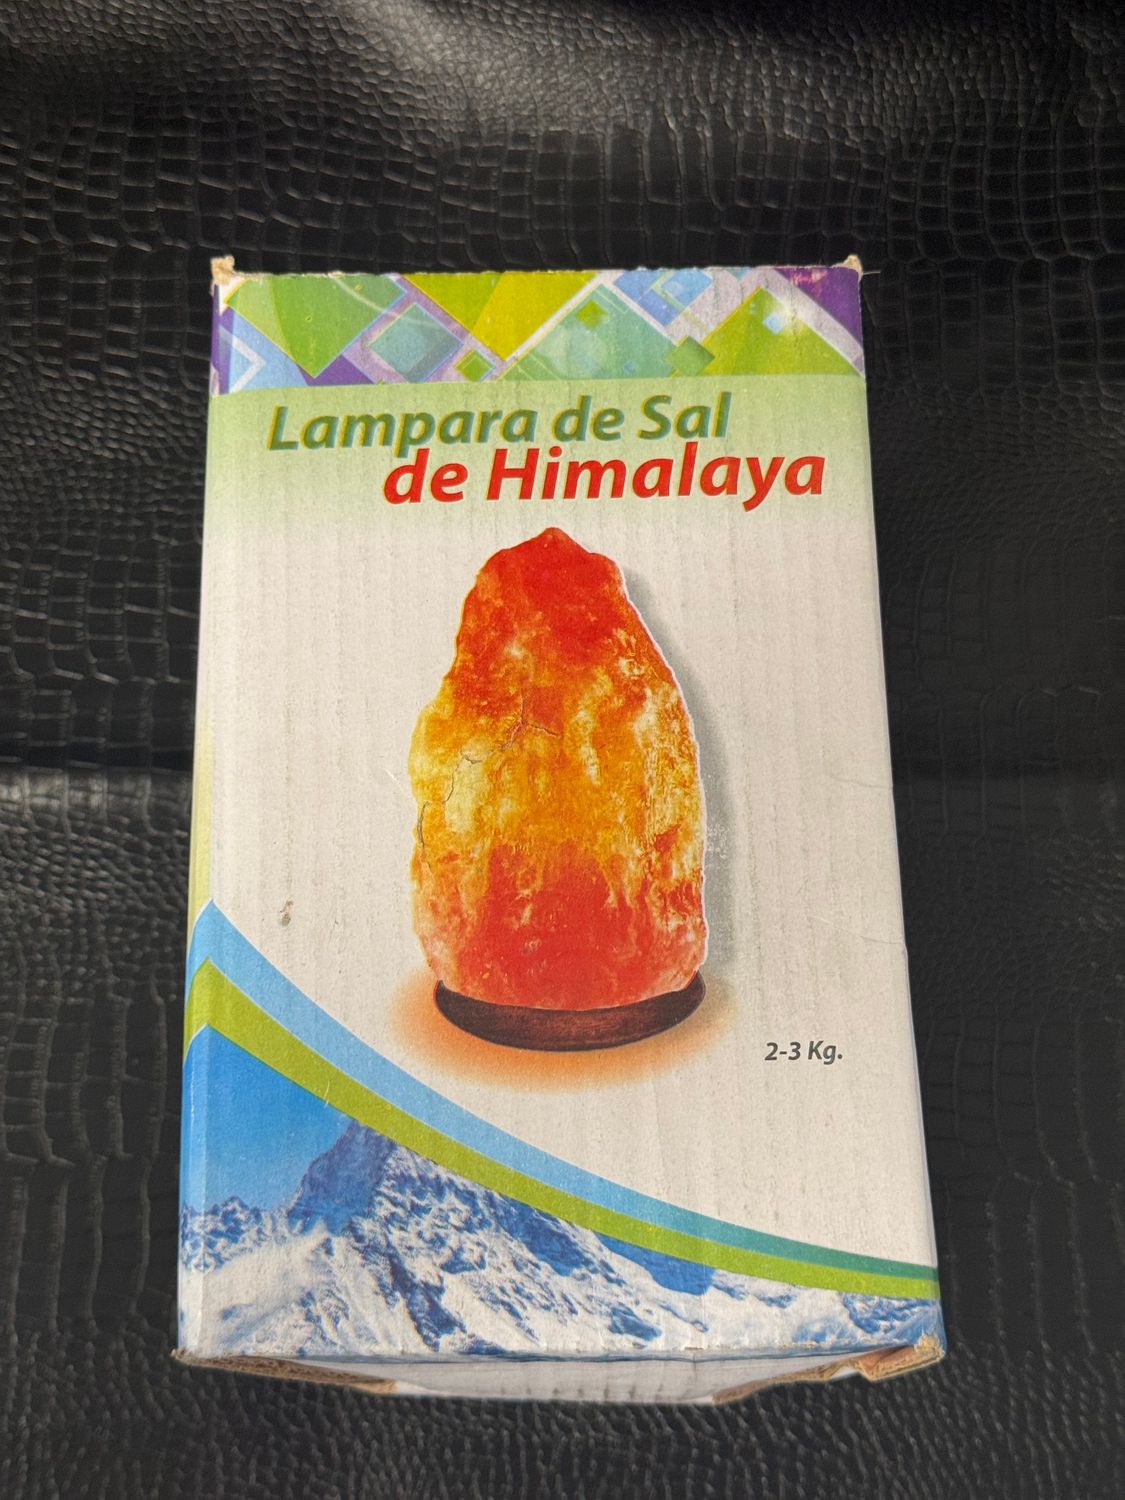 Lampara de Sal
de Himalaya
2-3 Kg.